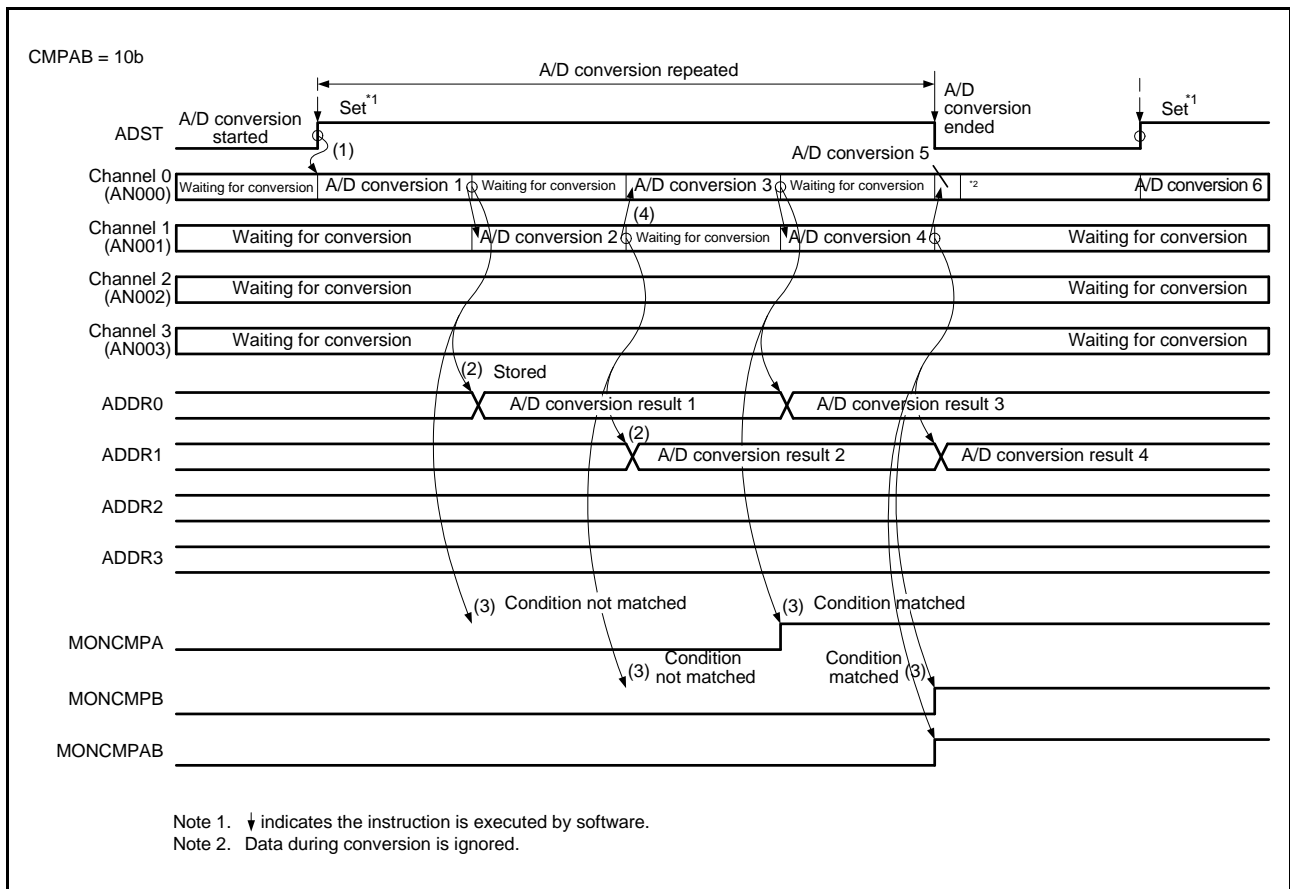 CMPAB = 10b
A/D conversion repeated
A/D conversion
started
Set*1
A/D
conversion
ended
Set*1
ADST
(1)
A/D conversion 5
Channel 0
(AN000)
Waiting for conversion
A/D conversion 1
Waiting for conversion
A/D conversion 3
Waiting for conversion
*2
A/D conversion 6
(4)
Channel 1
(AN001)
Waiting for conversion
A/D conversion 2
Waiting for conversion
A/D conversion 4
Waiting for conversion
Channel 2
(AN002)
Waiting for conversion
Waiting for conversion
Channel 3
(AN003)
Waiting for conversion
Waiting for conversion
(2) Stored
ADDR0
A/D conversion result 1
A/D conversion result 3
(2)
ADDR1
A/D conversion result 2
A/D conversion result 4
ADDR2
ADDR3
(3) Condition not matched
(3) Condition matched
MONCMPA
(3) Condition
not matched
Condition
matched (3)
MONCMPB
MONCMPAB
Note 1. indicates the instruction is executed by software.
Note 2. Data during conversion is ignored.